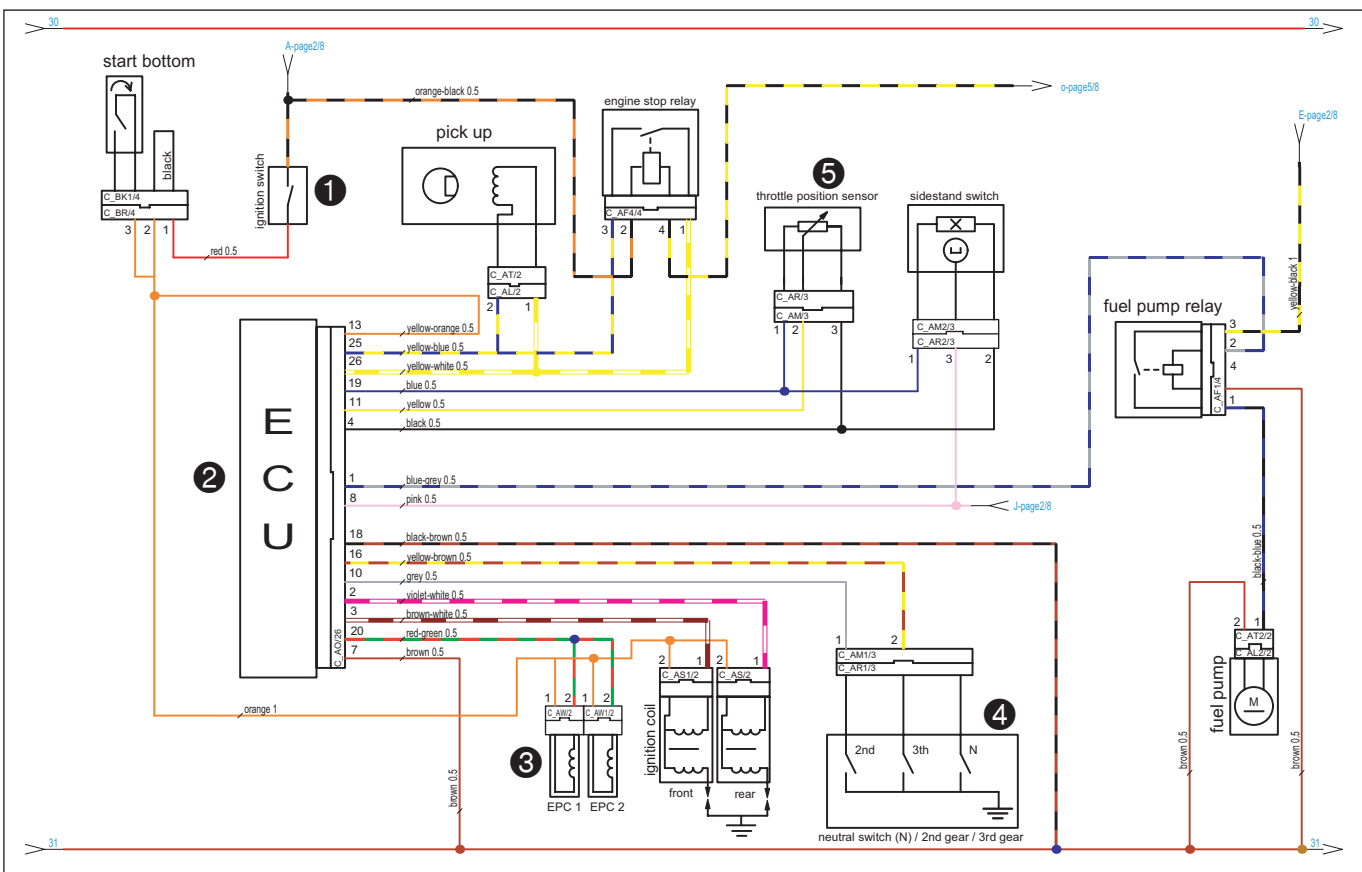 30
30
A-page2/8
start bottom
orange-black 0.5
engine stop relay
o-page5/8
E-page2/8
pick up
black
ignition switch
1
5
throttle position sensor
sidestand switch
C_BK1/4
C_BR/4
3 2 1
red 0.5
C_AF4/4
3 2 4 1
C_AT/2
C_AL/2
2 1
C_AR/3
C_AM/3
1 2 3
C_AM2/3
C_AR2/3
1 3 2
yellow-black 1
fuel pump relay
3
2
4
1
C_AF1/4
2
ECU
C_AO/26
13 yellow-orange 0.5
25 yellow-blue 0.5
26 yellow-white 0.5
19 blue 0.5
11 yellow 0.5
4 black 0.5
1 blue-grey 0.5
8 pink 0.5
J-page2/8
18 black-brown 0.5
16 yellow-brown 0.5
10 grey 0.5
2 violet-white 0.5
3 brown-white 0.5
20 red-green 0.5
7 brown 0.5
black-blue 0.5
2 1
C_AT2/2
C_AL2/2
fuel pump
M
1 2
C_AM1/3
C_AR1/3
2 1
C_AS1/2
2 1
C_AS/2
orange 1
1 2
C_AW/2
1 2
C_AW1/2
3
EPC 1
EPC 2
ignition coil
front
rear
4
2nd
3th
N
neutral switch (N) / 2nd gear / 3rd gear
brown 0.5
brown 0.5
brown 0.5
31
31